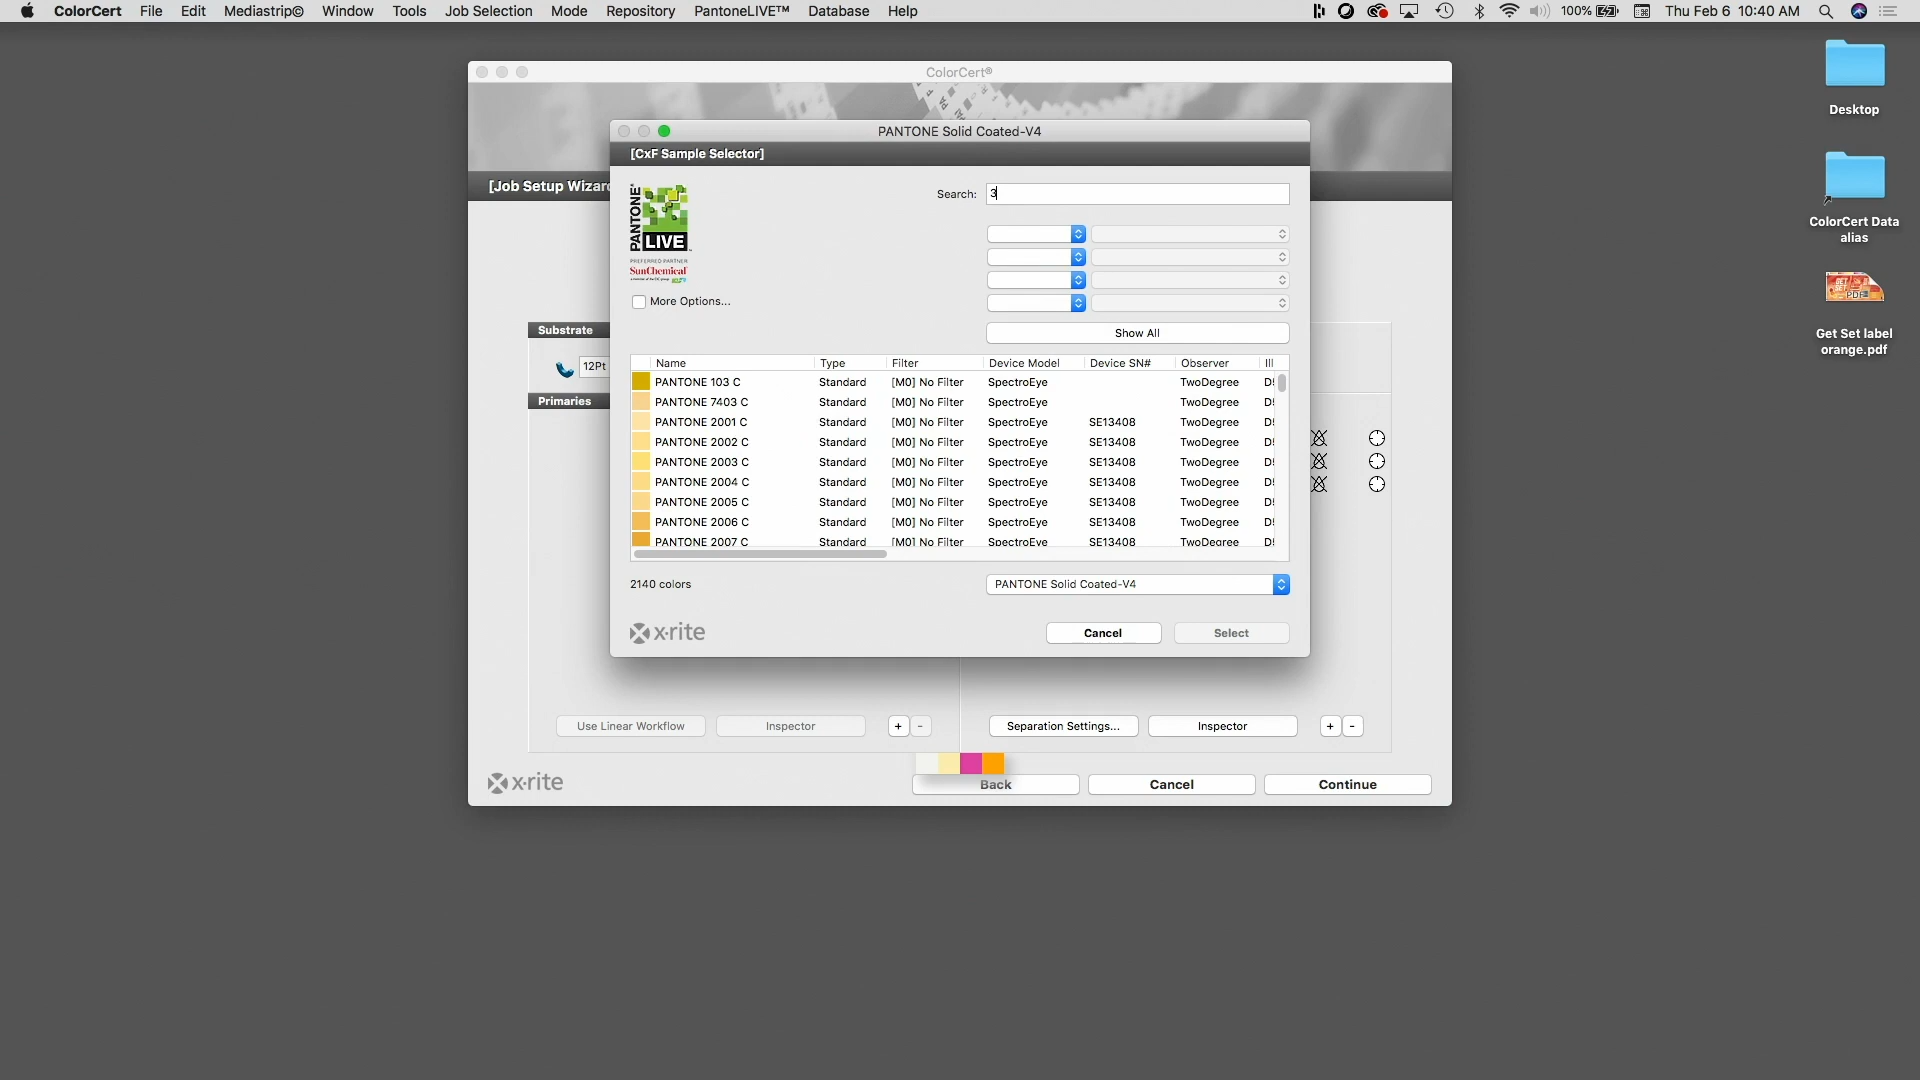 ColorCert File Edit Mediastrip© Window Tools Job Selection Mode Repository PantoneLIVE™ Database Help 100% Thu Feb 6 10:40 AM
Desktop
ColorCert®
PANTONE Solid Coated-V4
[CxF Sample Selector]
[Job Setup Wizar
PANTONE®
LIVE™
PREFERRED PARTNER
SunChemical
Search: 3
More Options...
Show All
Substrate
12Pt
Primaries
Name Type Filter Device Model Device SN# Observer Ill
PANTONE 103 C Standard [M0] No Filter SpectroEye TwoDegree D
PANTONE 7403 C Standard [M0] No Filter SpectroEye TwoDegree D
PANTONE 2001 C Standard [M0] No Filter SpectroEye SE13408 TwoDegree D
PANTONE 2002 C Standard [M0] No Filter SpectroEye SE13408 TwoDegree D
PANTONE 2003 C Standard [M0] No Filter SpectroEye SE13408 TwoDegree D
PANTONE 2004 C Standard [M0] No Filter SpectroEye SE13408 TwoDegree D
PANTONE 2005 C Standard [M0] No Filter SpectroEye SE13408 TwoDegree D
PANTONE 2006 C Standard [M0] No Filter SpectroEye SE13408 TwoDegree D
PANTONE 2007 C Standard [M0] No Filter SpectroEye SE13408 TwoDegree D
2140 colors
PANTONE Solid Coated-V4
x·rite
Cancel
Select
Use Linear Workflow
Inspector
+
-
Separation Settings...
Inspector
+
-
x·rite
Back
Cancel
Continue
ColorCert Data
alias
GET
SET
PDF
Get Set label
orange.pdf